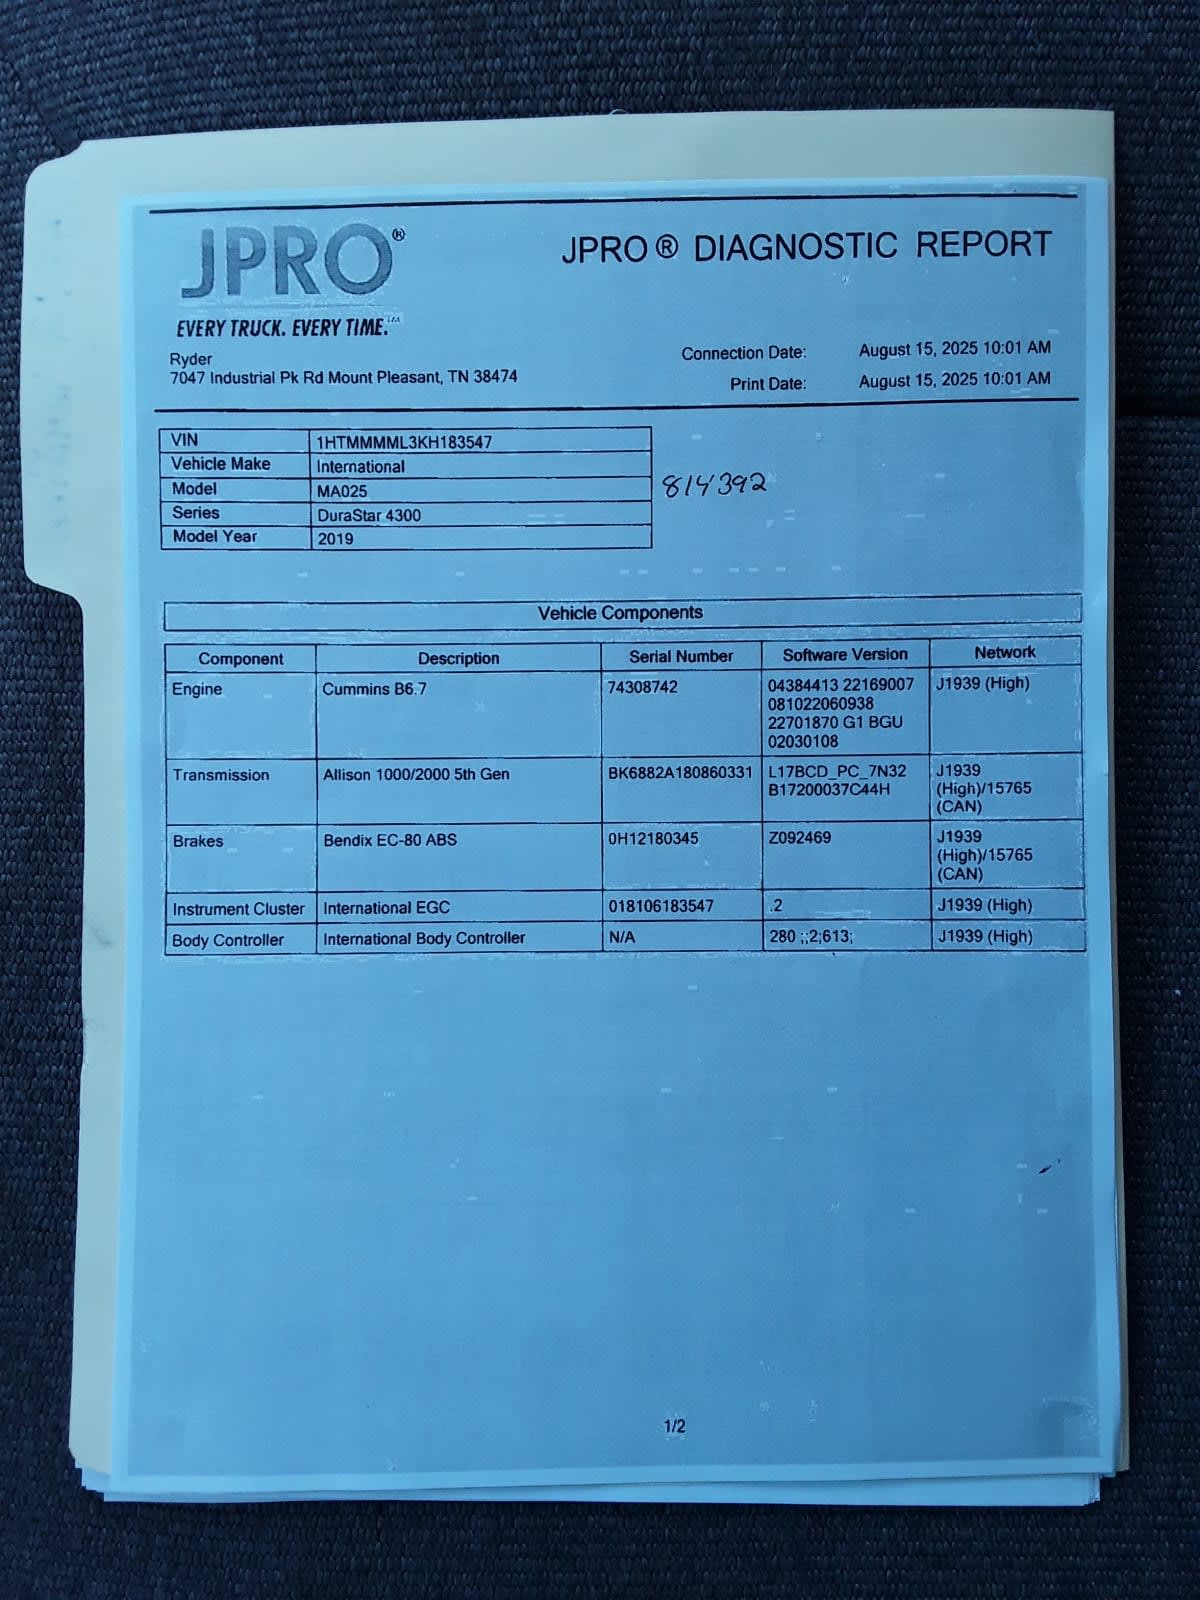 JPRO®
JPRO® DIAGNOSTIC REPORT
EVERY TRUCK. EVERY TIME.™
Ryder
7047 Industrial Pk Rd Mount Pleasant, TN 38474
Connection Date: August 15, 2025 10:01 AM
Print Date: August 15, 2025 10:01 AM
VIN 1HTMMMML3KH183547
Vehicle Make International
Model MA025
Series DuraStar 4300
Model Year 2019
814392
Vehicle Components
Component Description Serial Number Software Version Network
Engine Cummins B6.7 74308742 04384413 22169007 J1939 (High)
081022060938
22701870 G1 BGU
02030108
Transmission Allison 1000/2000 5th Gen BK6882A180860331 L17BCD_PC_7N32 J1939
B17200037C44H (High)/15765
(CAN)
Brakes Bendix EC-80 ABS 0H12180345 Z092469 J1939
(High)/15765
(CAN)
Instrument Cluster International EGC 018106183547 .2 J1939 (High)
Body Controller International Body Controller N/A 280 ;;2;613; J1939 (High)
1/2